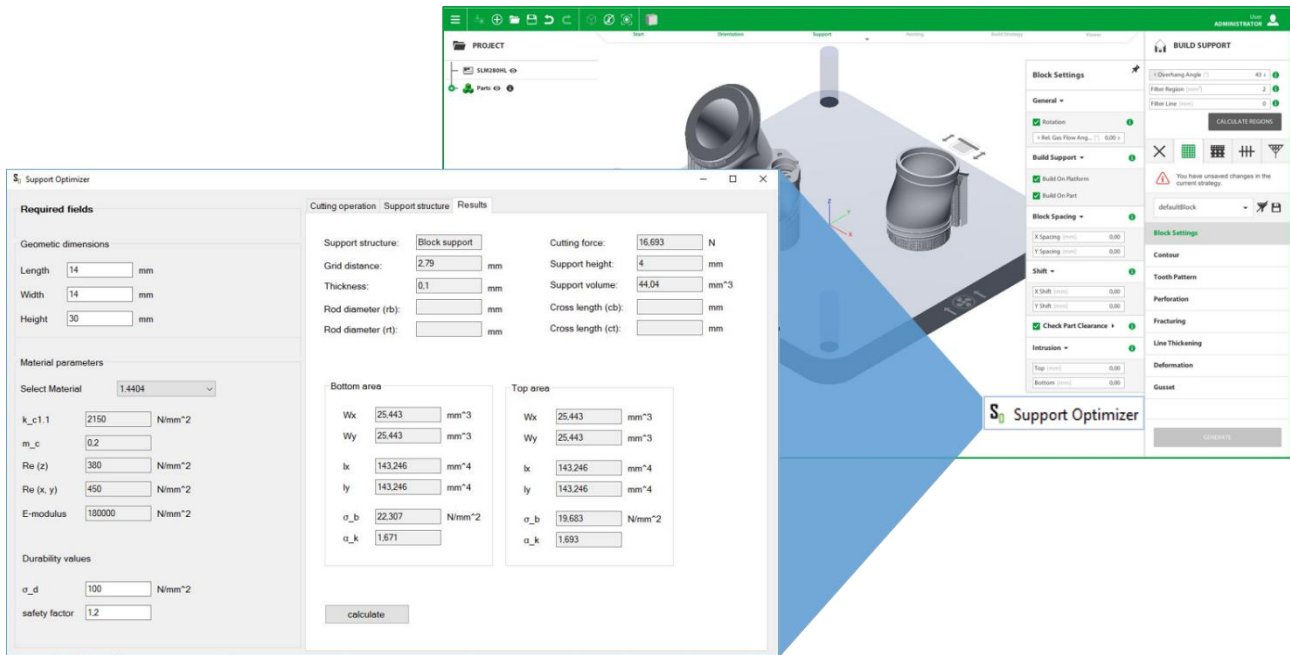 User
ADMINISTRATOR
Start Orientation Support Nesting Build Strategy Viewer
PROJECT
SLM280HL
Parts
Z
Y
X
Block Settings
General
Rotation
< Rel. Gas Flow Ang... [°] 0,00 >
Build Support
Build On Platform
Build On Part
Block Spacing
X Spacing [mm] 0,00
Y Spacing [mm] 0,00
Shift
X Shift [mm] 0,00
Y Shift [mm] 0,00
Check Part Clearance
Intrusion
Top [mm] 0,00
Bottom [mm] 0,00
BUILD SUPPORT
< Overhang Angle [°]
Filter Region [mm²] 2
Filter Line [mm] 0
CALCULATE REGIONS
You have unsaved changes in the
current strategy.
defaultBlock
Block Settings
Contour
Tooth Pattern
Perforation
Fracturing
Line Thickening
Deformation
Gusset
GENERATE
S0 Support Optimizer
S0 Support Optimizer
Required fields
Geometic dimensions
Length 14 mm
Width 14 mm
Height 30 mm
Material parameters
Select Material 1.4404
k_c1.1 2150 N/mm^2
m_c 0,2
Re (z) 380 N/mm^2
Re (x, y) 450 N/mm^2
E-modulus 180000 N/mm^2
Durability values
σ_d 100 N/mm^2
safety factor 1,2
Cutting operation Support structure Results
Support structure: Block support
Grid distance: 2,79 mm
Thickness: 0,1 mm
Rod diameter (rb): mm
Rod diameter (rt): mm
Cutting force: 16,693 N
Support height: 4 mm
Support volume: 44,04 mm^3
Cross length (cb): mm
Cross length (ct): mm
Bottom area
Wx 25,443 mm^3
Wy 25,443 mm^3
Ix 143,246 mm^4
Iy 143,246 mm^4
σ_b 22,307 N/mm^2
α_k 1,671
Top area
Wx 25,443 mm^3
Wy 25,443 mm^3
Ix 143,246 mm^4
Iy 143,246 mm^4
σ_b 19,683 N/mm^2
α_k 1,693
calculate